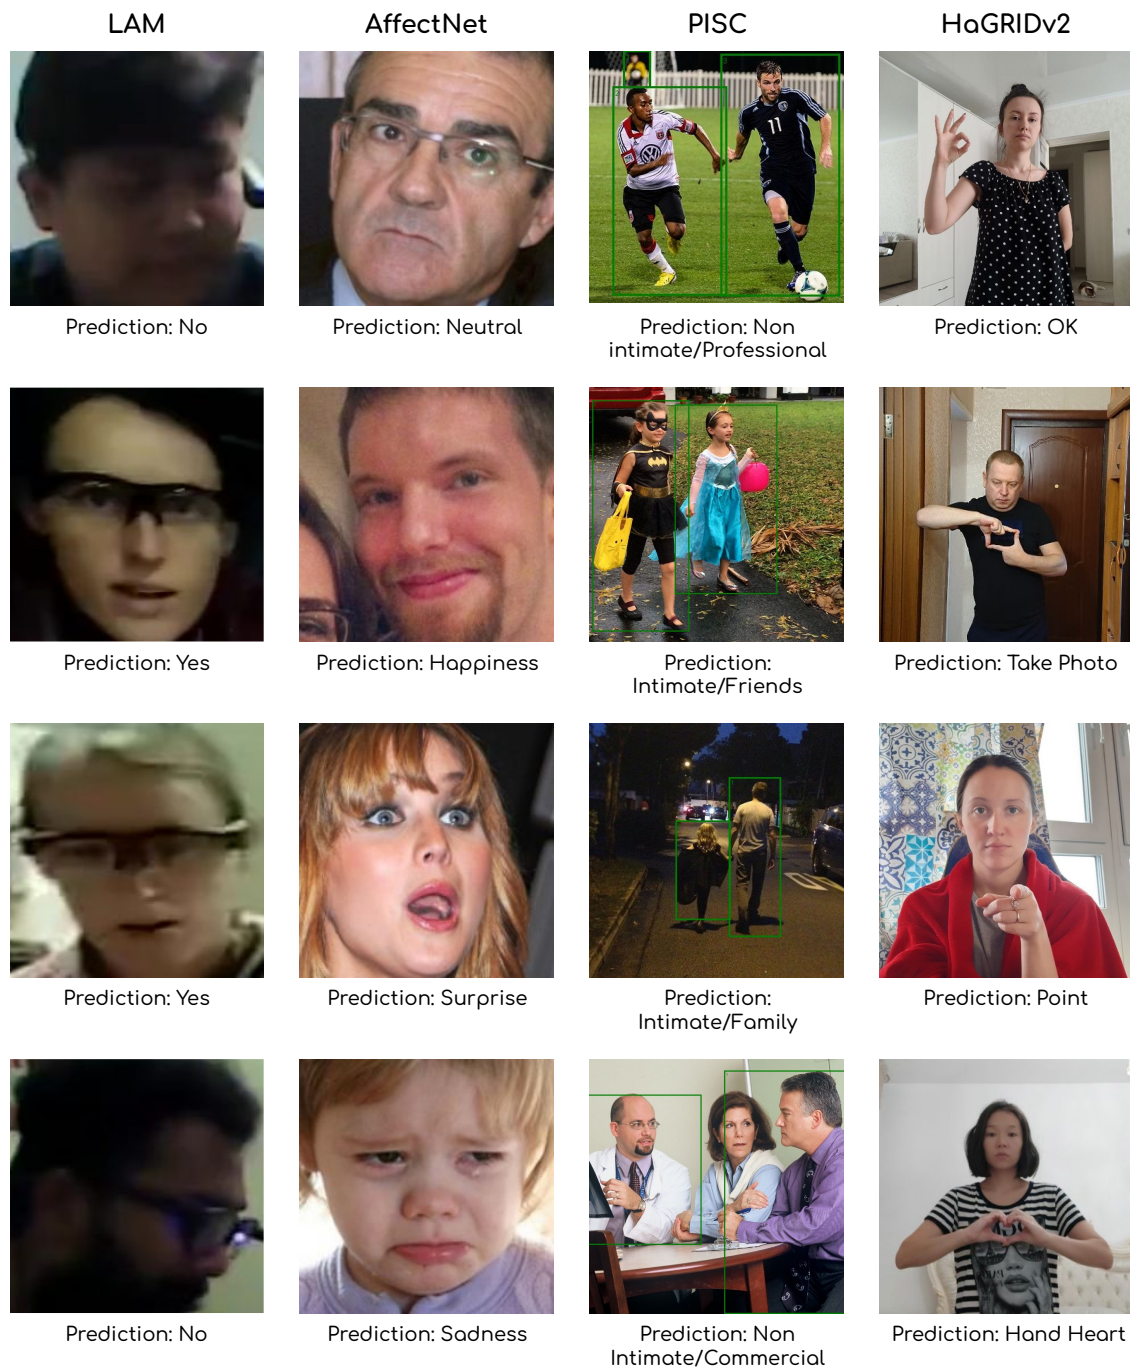 LAM
AffectNet
PISC
HaGRIDv2
11
Prediction: No
Prediction: Neutral
Prediction: Non
intimate/Professional
Prediction: OK
Prediction: Yes
Prediction: Happiness
Prediction:
Intimate/Friends
Prediction: Take Photo
Prediction: Yes
Prediction: Surprise
Prediction:
Intimate/Family
Prediction: Point
Prediction: No
Prediction: Sadness
Prediction: Non
Intimate/Commercial
Prediction: Hand Heart